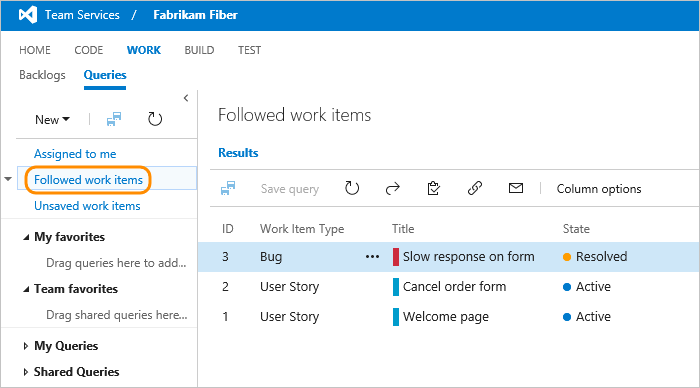 Team Services / Fabrikam Fiber
HOME CODE WORK BUILD TEST
Backlogs Queries
New
Assigned to me
Followed work items
Unsaved work items
My favorites
Drag queries here to add...
Team favorites
Drag shared queries here...
My Queries
Shared Queries
Followed work items
Results
Save query Column options
ID Work Item Type Title State
3 Bug ... Slow response on form Resolved
2 User Story Cancel order form Active
1 User Story Welcome page Active